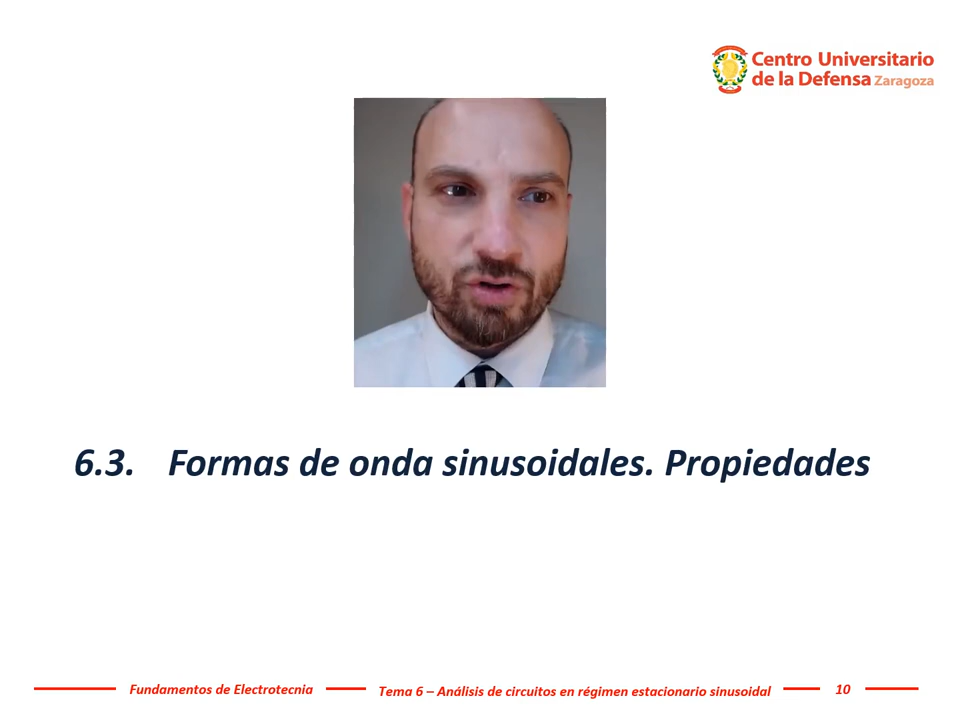 Centro Universitario
de la Defensa Zaragoza
6.3. Formas de onda sinusoidales. Propiedades
Fundamentos de Electrotecnia
Tema 6 – Análisis de circuitos en régimen estacionario sinusoidal
10